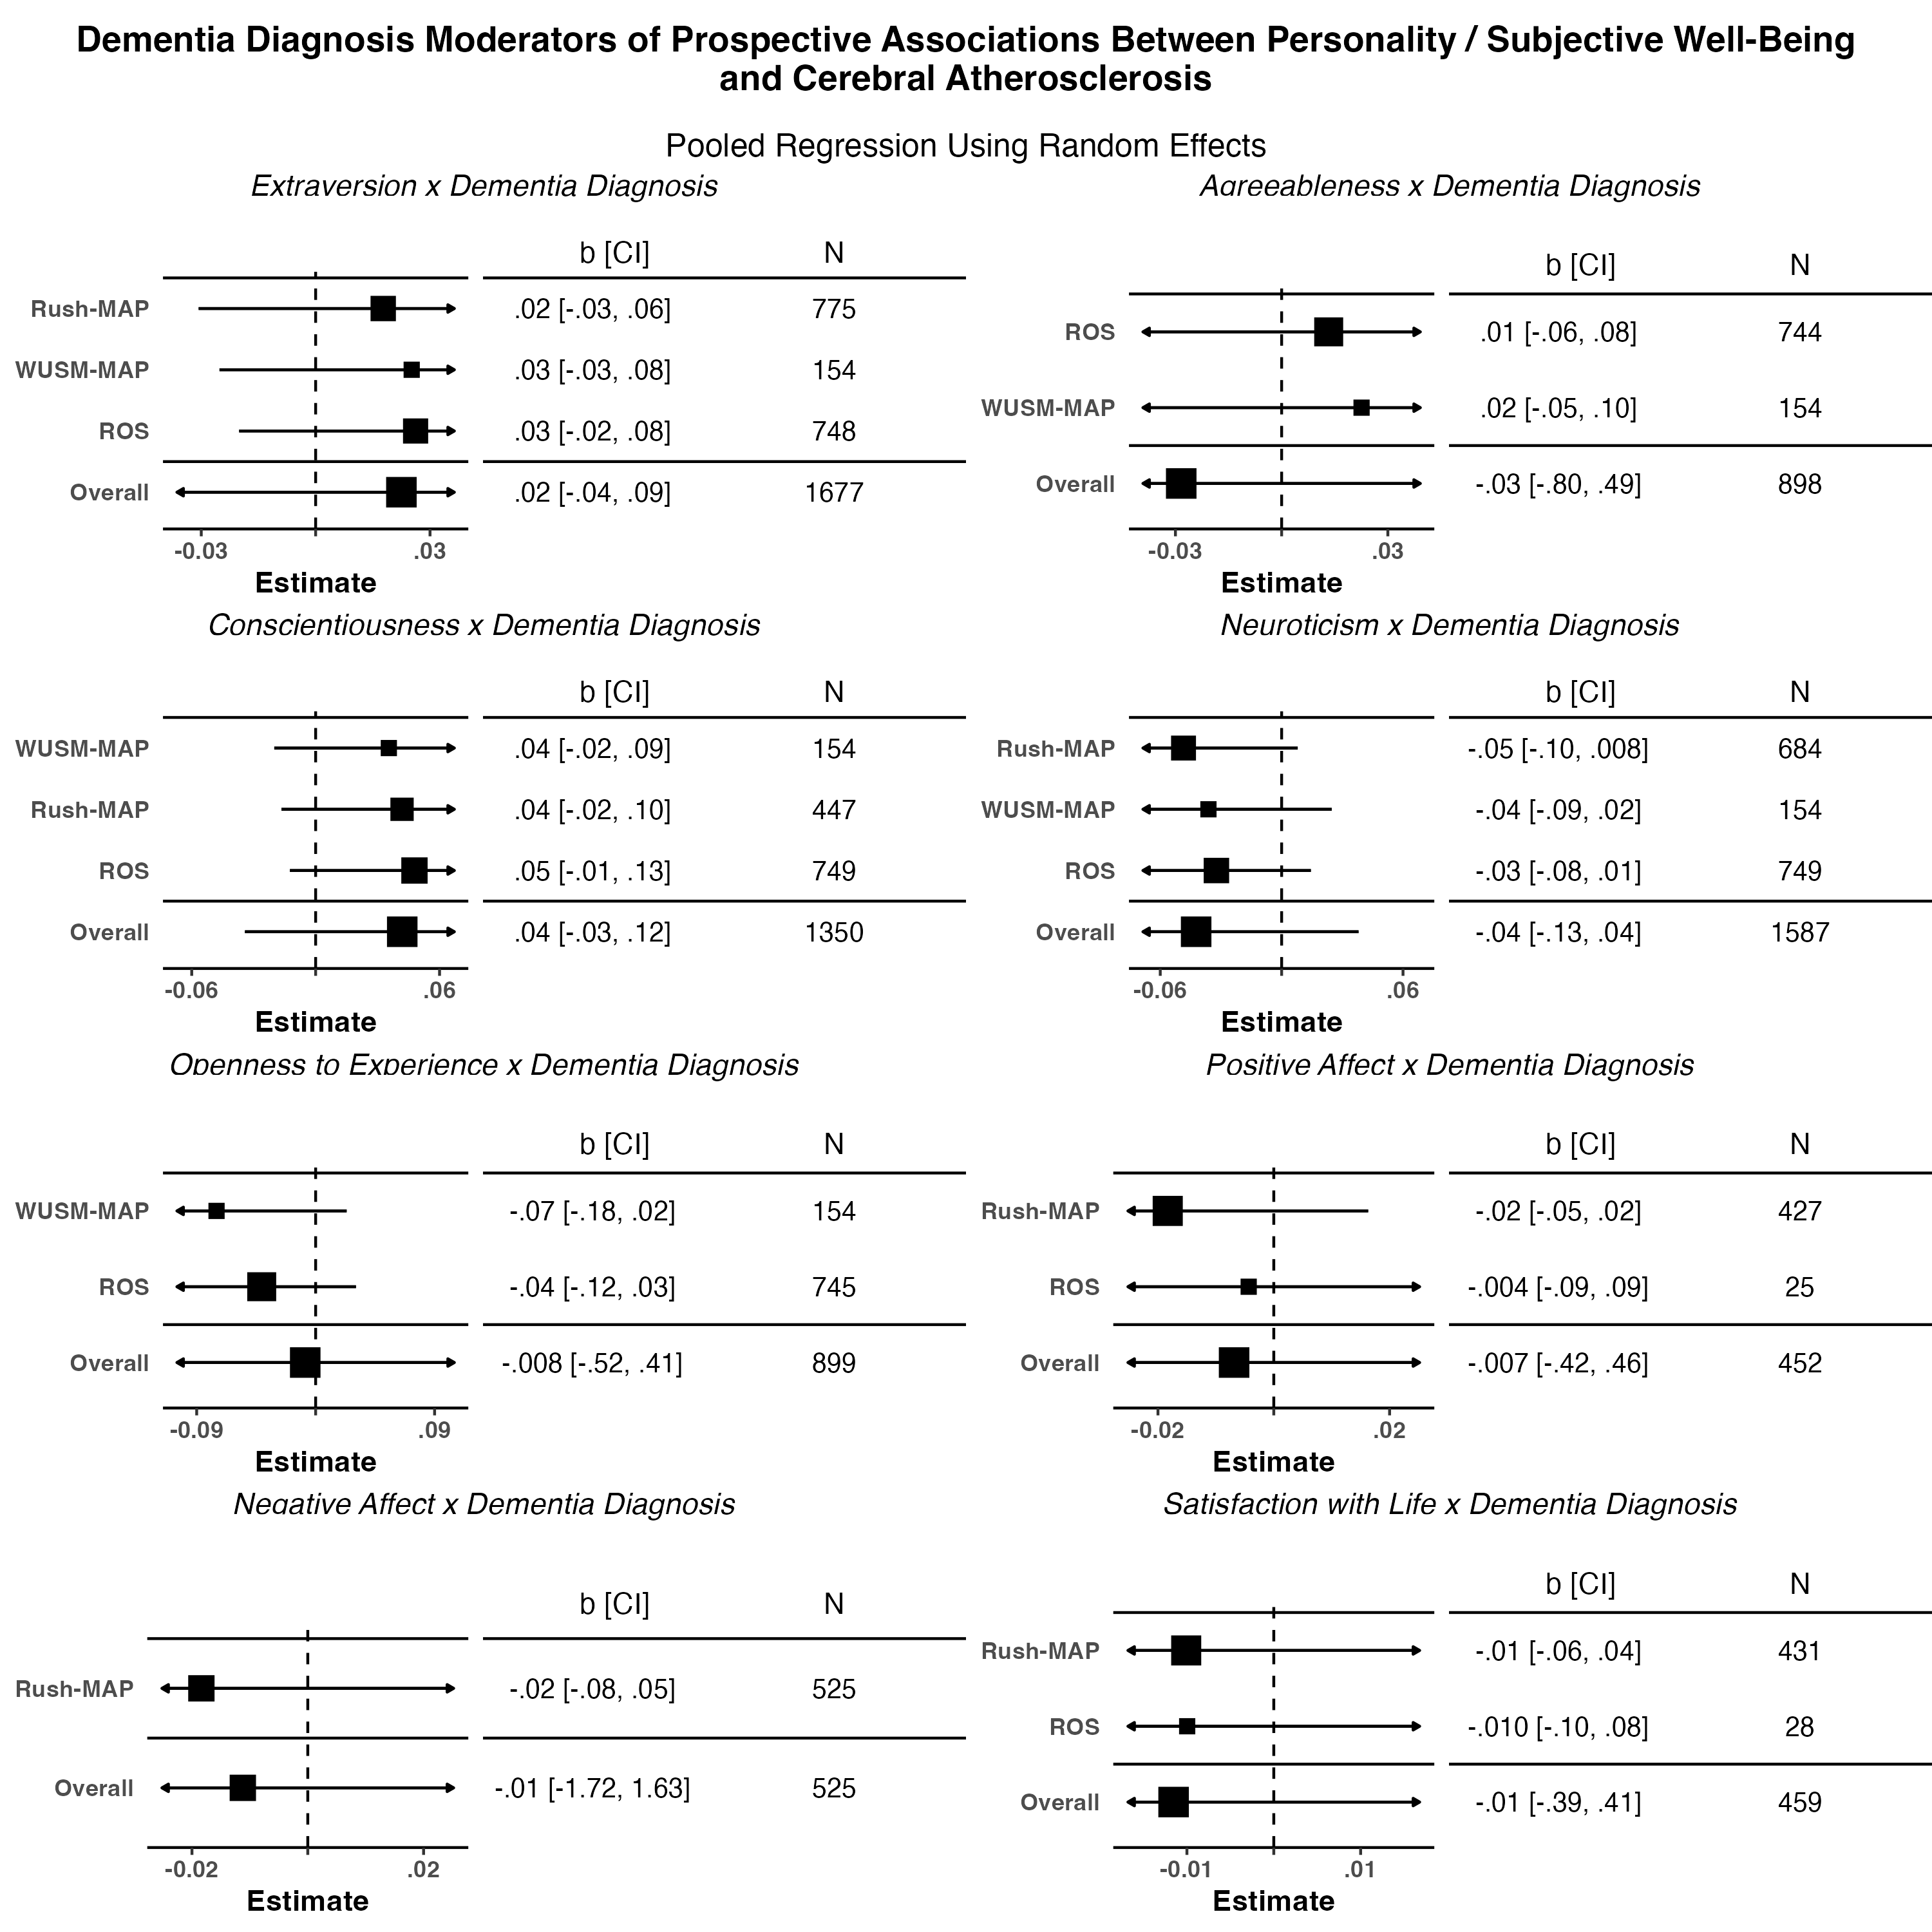 Dementia Diagnosis Moderators of Prospective Associations Between Personality / Subjective Well-Being
and Cerebral Atherosclerosis
Pooled Regression Using Random Effects
Extraversion x Dementia Diagnosis
b [CI] N
Rush-MAP .02 [-.03, .06] 775
WUSM-MAP .03 [-.03, .08] 154
ROS .03 [-.02, .08] 748
Overall .02 [-.04, .09] 1677
-0.03 .03
Estimate
Agreeableness x Dementia Diagnosis
b [CI] N
ROS .01 [-.06, .08] 744
WUSM-MAP .02 [-.05, .10] 154
Overall -.03 [-.80, .49] 898
-0.03 .03
Estimate
Conscientiousness x Dementia Diagnosis
b [CI] N
WUSM-MAP .04 [-.02, .09] 154
Rush-MAP .04 [-.02, .10] 447
ROS .05 [-.01, .13] 749
Overall .04 [-.03, .12] 1350
-0.06 .06
Estimate
Neuroticism x Dementia Diagnosis
b [CI] N
Rush-MAP -.05 [-.10, .008] 684
WUSM-MAP -.04 [-.09, .02] 154
ROS -.03 [-.08, .01] 749
Overall -.04 [-.13, .04] 1587
-0.06 .06
Estimate
Openness to Experience x Dementia Diagnosis
b [CI] N
WUSM-MAP -.07 [-.18, .02] 154
ROS -.04 [-.12, .03] 745
Overall -.008 [-.52, .41] 899
-0.09 .09
Estimate
Positive Affect x Dementia Diagnosis
b [CI] N
Rush-MAP -.02 [-.05, .02] 427
ROS -.004 [-.09, .09] 25
Overall -.007 [-.42, .46] 452
-0.02 .02
Estimate
Negative Affect x Dementia Diagnosis
b [CI] N
Rush-MAP -.02 [-.08, .05] 525
Overall -.01 [-1.72, 1.63] 525
-0.02 .02
Estimate
Satisfaction with Life x Dementia Diagnosis
b [CI] N
Rush-MAP -.01 [-.06, .04] 431
ROS -.010 [-.10, .08] 28
Overall -.01 [-.39, .41] 459
-0.01 .01
Estimate